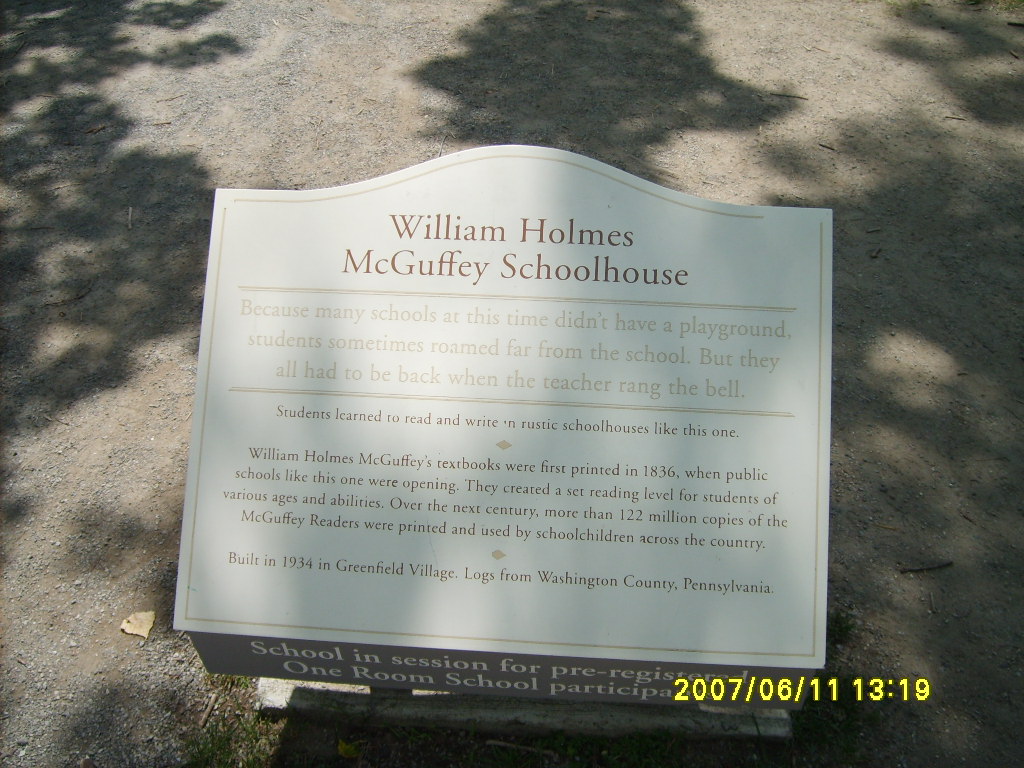 William Holmes
McGuffey Schoolhouse
Because many schools at this time didn't have a playground,
students sometimes roamed far from the school. But they
all had to be back when the teacher rang the bell.
Students learned to read and write in rustic schoolhouses like this one.
William Holmes McGuffey's textbooks were first printed in 1836, when public
schools like this one were opening. They created a set reading level for students of
various ages and abilities. Over the next century, more than 122 million copies of the
McGuffey Readers were printed and used by schoolchildren across the country.
Built in 1934 in Greenfield Village. Logs from Washington County, Pennsylvania.
School in session for pre-registered
One Room School
2007/06/11 13:19